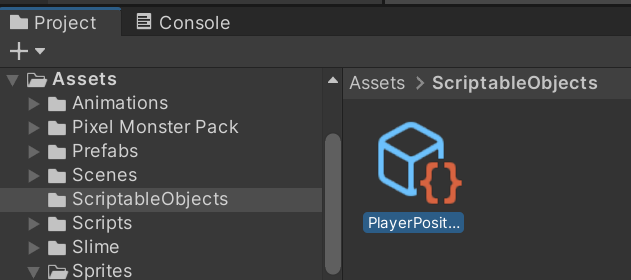 Project Console
Assets
Animations
Pixel Monster Pack
Prefabs
Scenes
ScriptableObjects
Scripts
Slime
Sprites
Assets > ScriptableObjects
{}
PlayerPosit...